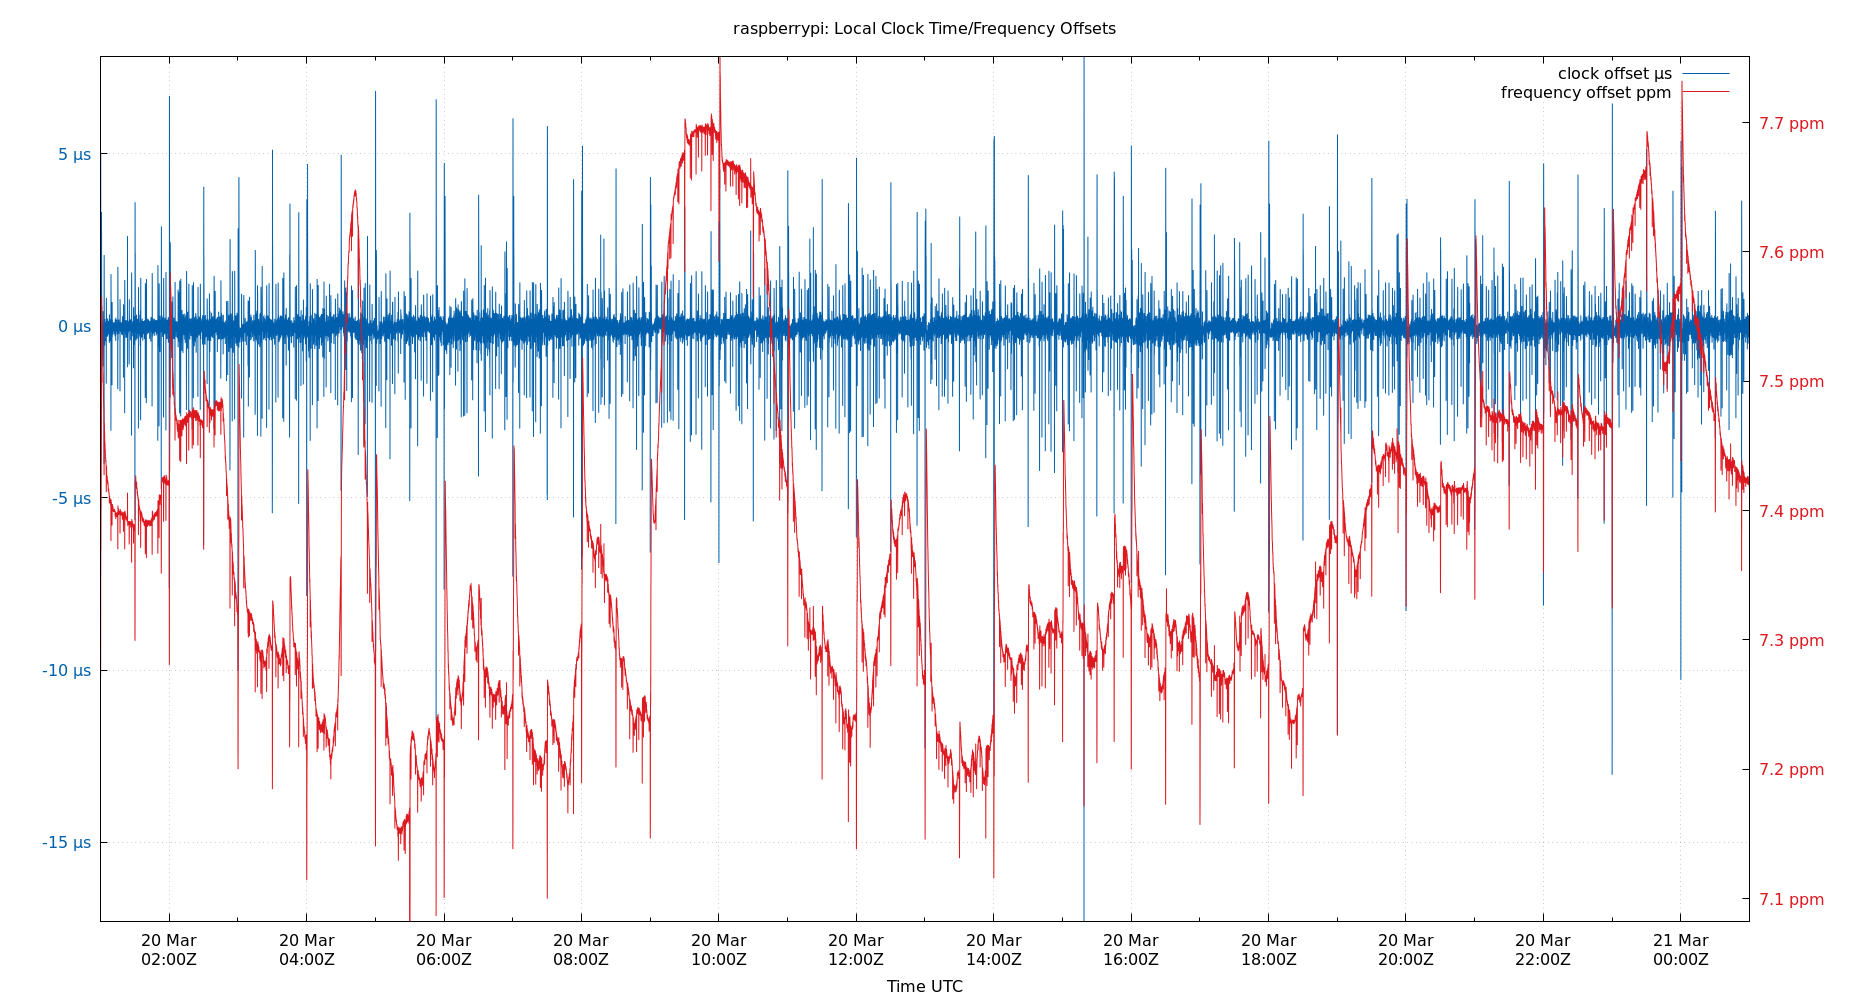 raspberrypi: Local Clock Time/Frequency Offsets
clock offset µs
frequency offset ppm
5 µs
0 µs
-5 µs
-10 µs
-15 µs
7.7 ppm
7.6 ppm
7.5 ppm
7.4 ppm
7.3 ppm
7.2 ppm
7.1 ppm
20 Mar 20 Mar 20 Mar 20 Mar 20 Mar 20 Mar 20 Mar 20 Mar 20 Mar 20 Mar 20 Mar 21 Mar
02:00Z 04:00Z 06:00Z 08:00Z 10:00Z 12:00Z 14:00Z 16:00Z 18:00Z 20:00Z 22:00Z 00:00Z
Time UTC